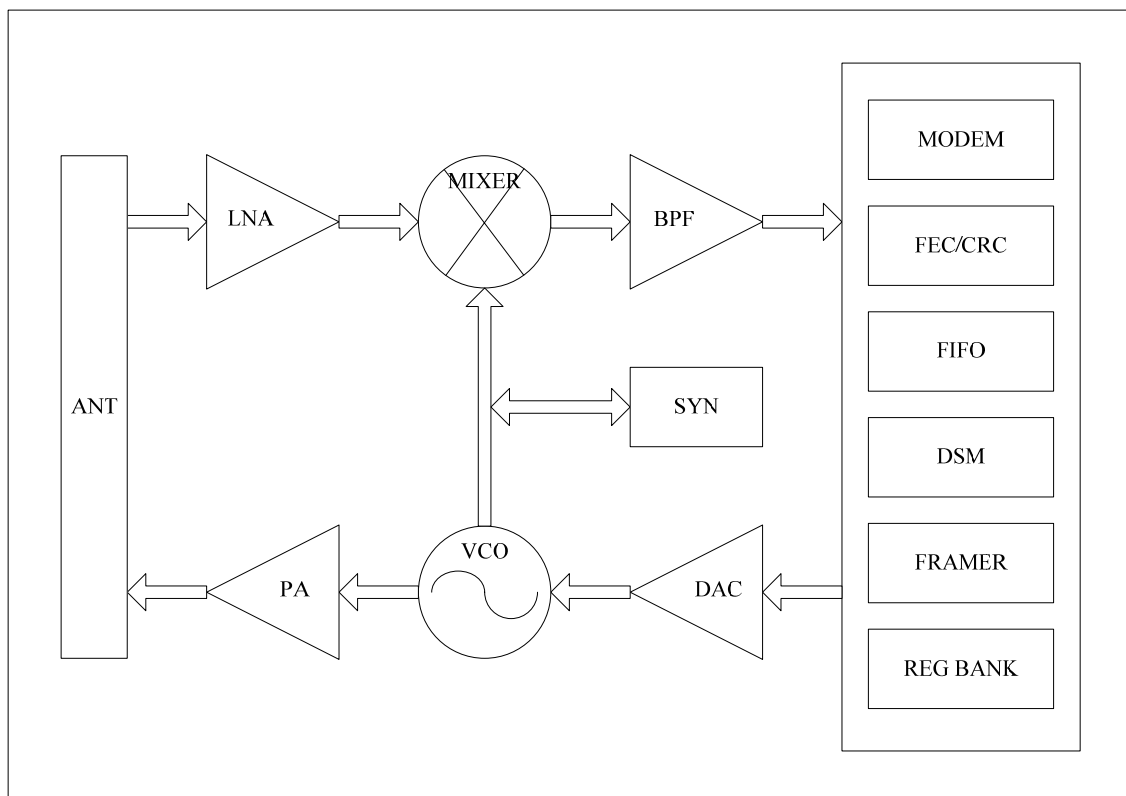 ANT
LNA
MIXER
BPF
SYN
VCO
PA
DAC
MODEM
FEC/CRC
FIFO
DSM
FRAMER
REG BANK